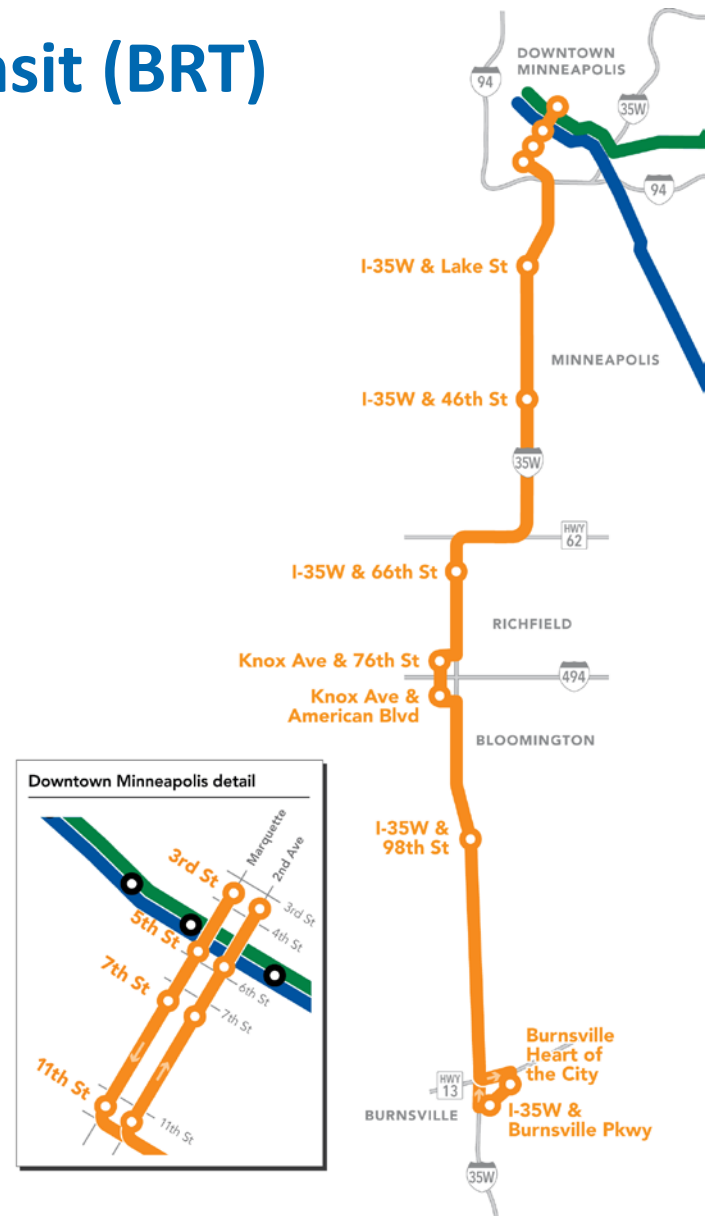 nsit (BRT)
DOWNTOWN
MINNEAPOLIS
94
35W
94
I-35W & Lake St
MINNEAPOLIS
I-35W & 46th St
35W
HWY
62
I-35W & 66th St
RICHFIELD
Knox Ave & 76th St
494
Knox Ave &
American Blvd
BLOOMINGTON
I-35W &
98th St
Burnsville
Heart of
the City
HWY
13
BURNSVILLE
I-35W &
Burnsville Pkwy
35W
Downtown Minneapolis detail
Marquette
2nd Ave
3rd St
3rd St
4th St
5th St
6th St
7th St
7th St
11th St
11th St